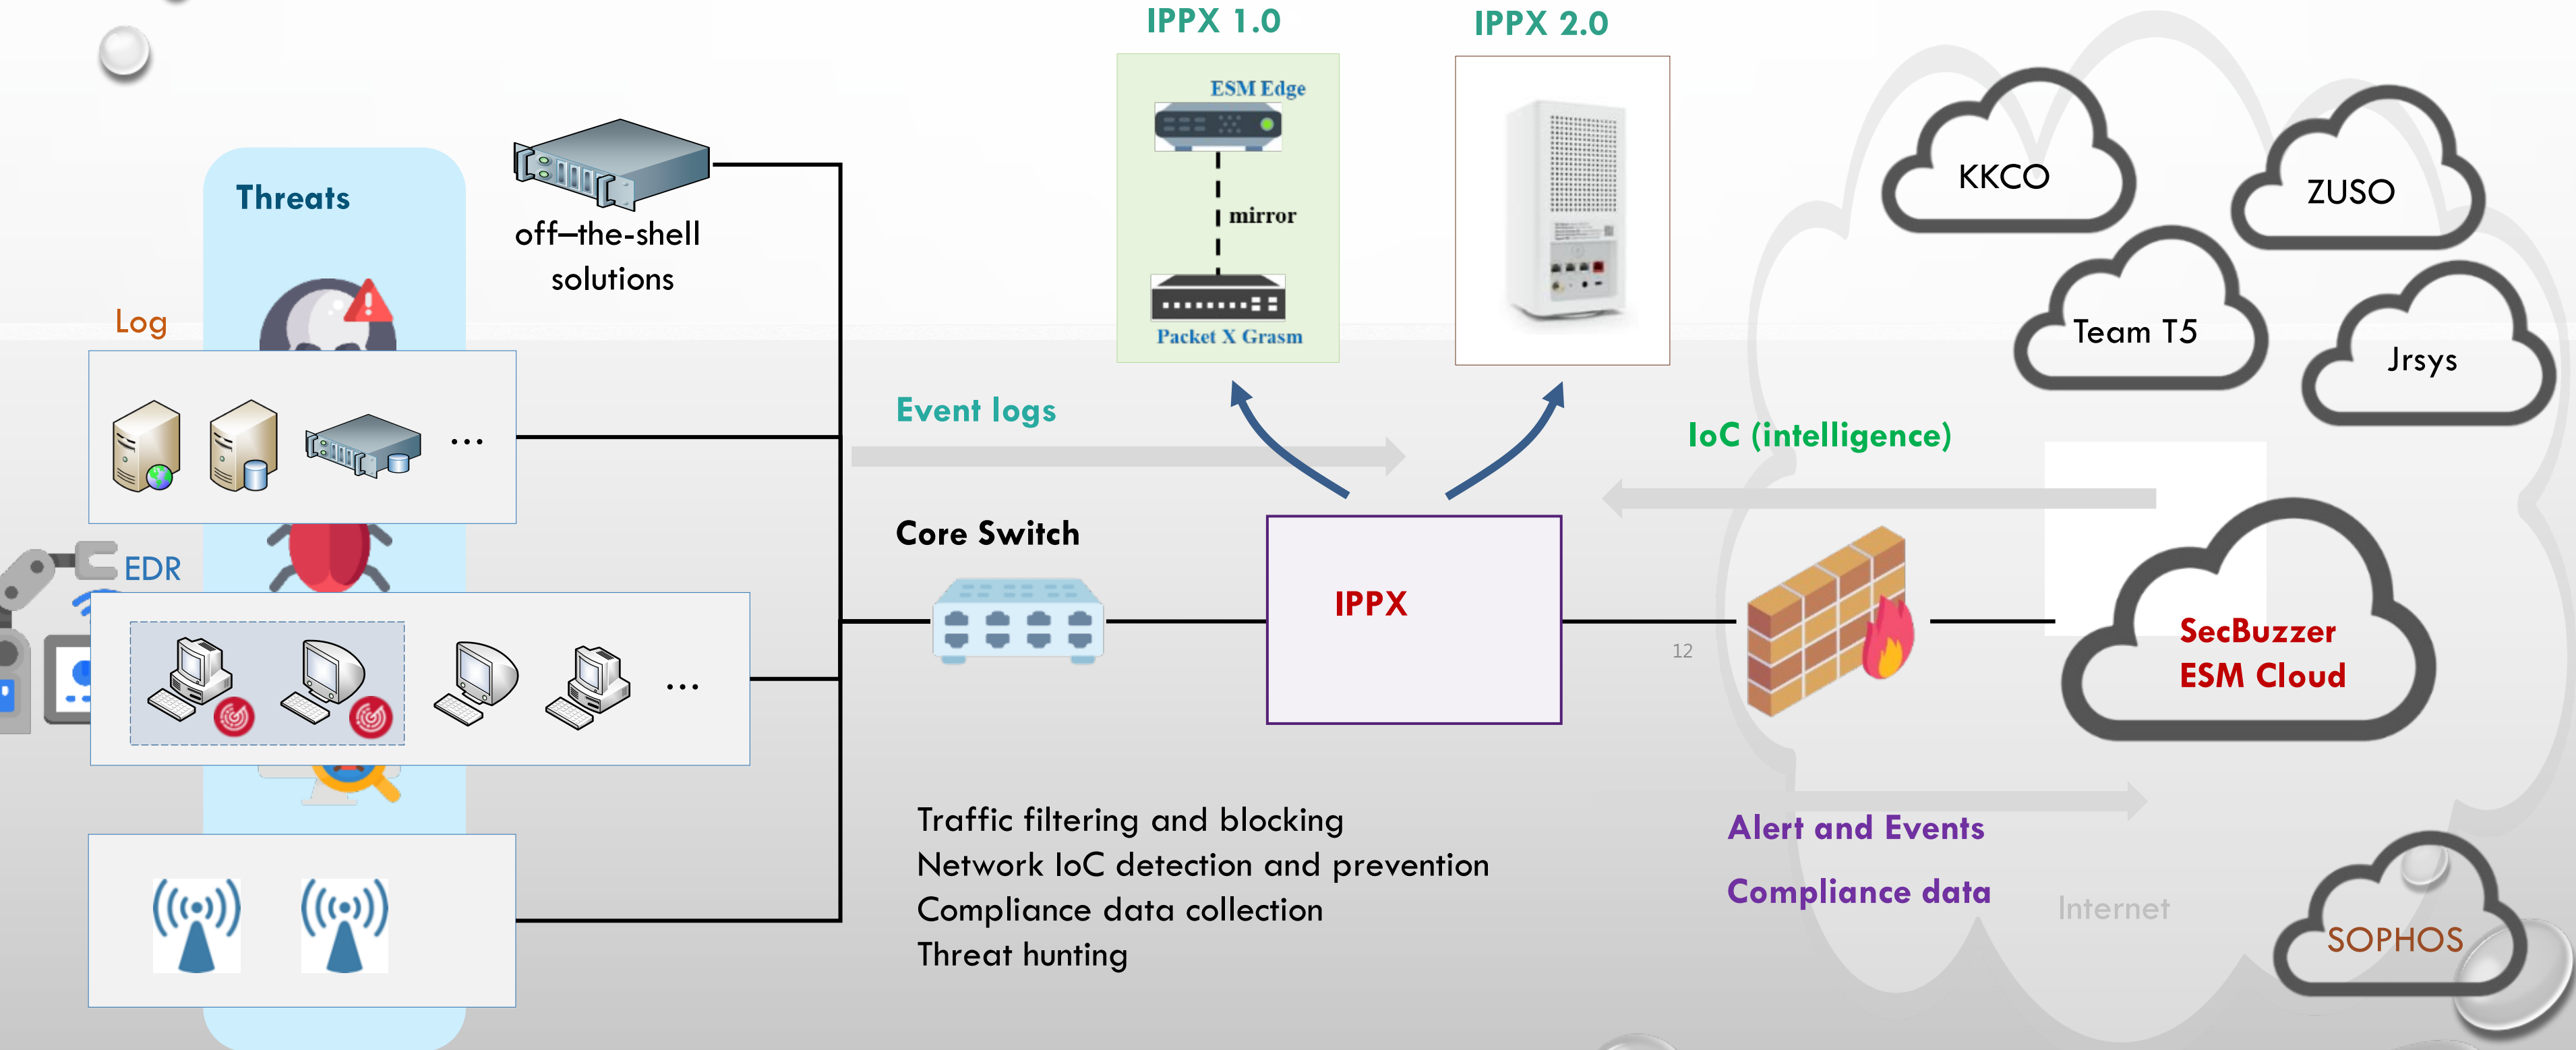 IPPX 1.0
IPPX 2.0
ESM Edge
mirror
Packet X Grasm
Threats
off–the-shell
solutions
Log
...
EDR
...
Event logs
Core Switch
IPPX
IoC (intelligence)
KKCO
ZUSO
Team T5
Jrsys
SecBuzzer
ESM Cloud
12
Traffic filtering and blocking
Network IoC detection and prevention
Compliance data collection
Threat hunting
Alert and Events
Compliance data
Internet
SOPHOS